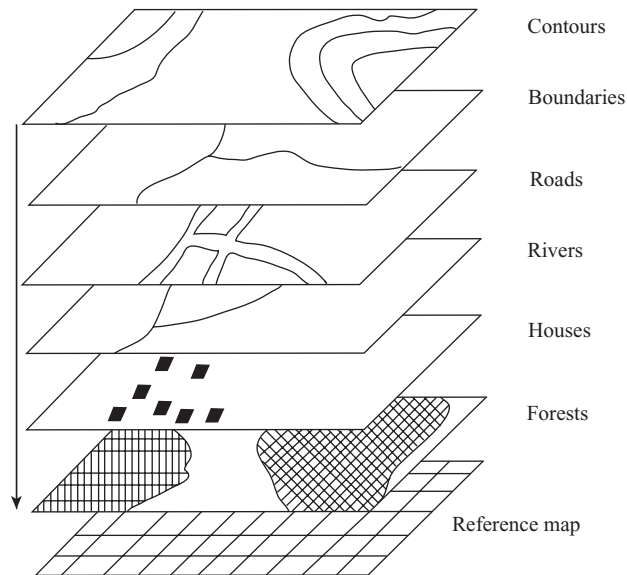 Contours
Boundaries
Roads
Rivers
Houses
Forests
Reference map